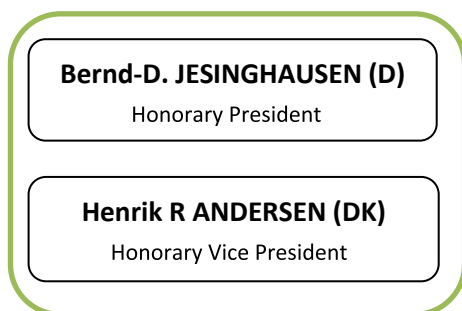 Bernd-D. JESINGHAUSEN (D)
Honorary President
Henrik R ANDERSEN (DK)
Honorary Vice President